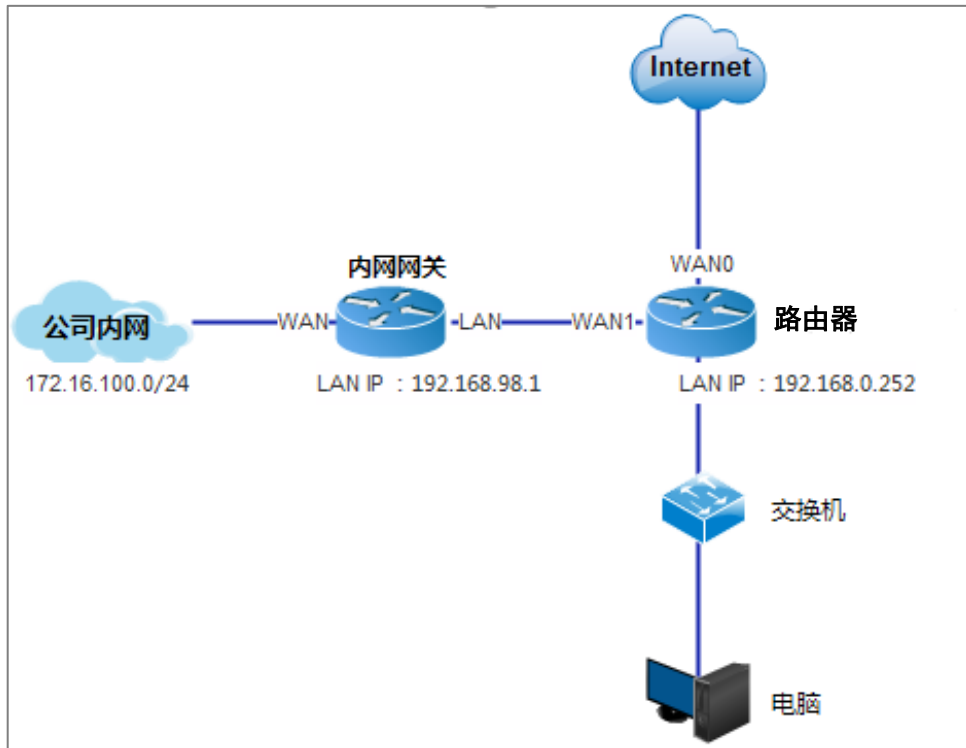 Internet
WAN0
内网网关
公司内网
WAN
LAN
WAN1
路由器
172.16.100.0/24
LAN IP ：192.168.98.1
LAN IP ：192.168.0.252
交换机
电脑